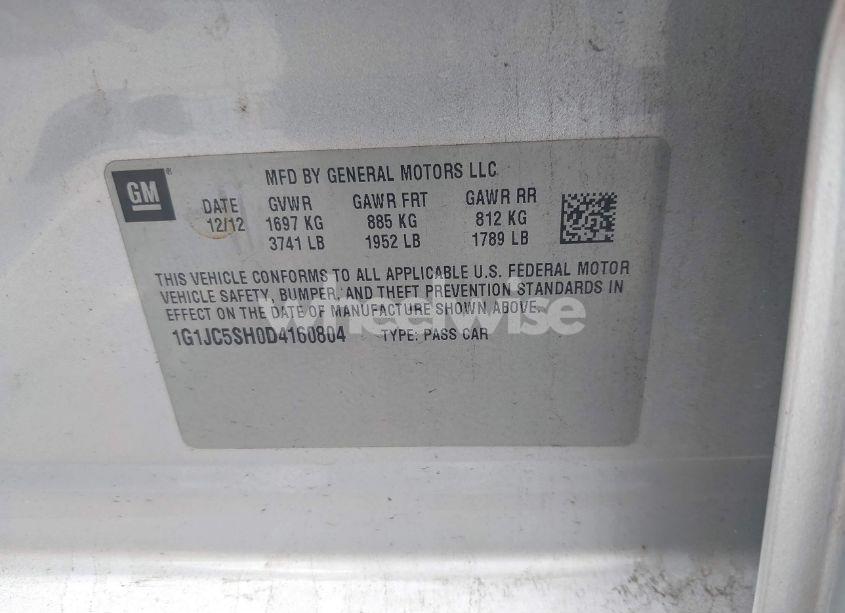 GM®
MFD BY GENERAL MOTORS LLC
DATE GVWR GAWR FRT GAWR RR
12/12 1697 KG 885 KG 812 KG
3741 LB 1952 LB 1789 LB
THIS VEHICLE CONFORMS TO ALL APPLICABLE U.S. FEDERAL MOTOR
VEHICLE SAFETY, BUMPER, AND THEFT PREVENTION STANDARDS IN
EFFECT ON THE DATE OF MANUFACTURE SHOWN ABOVE.
wheelwise
1G1JC5SH0D4160804 TYPE: PASS CAR